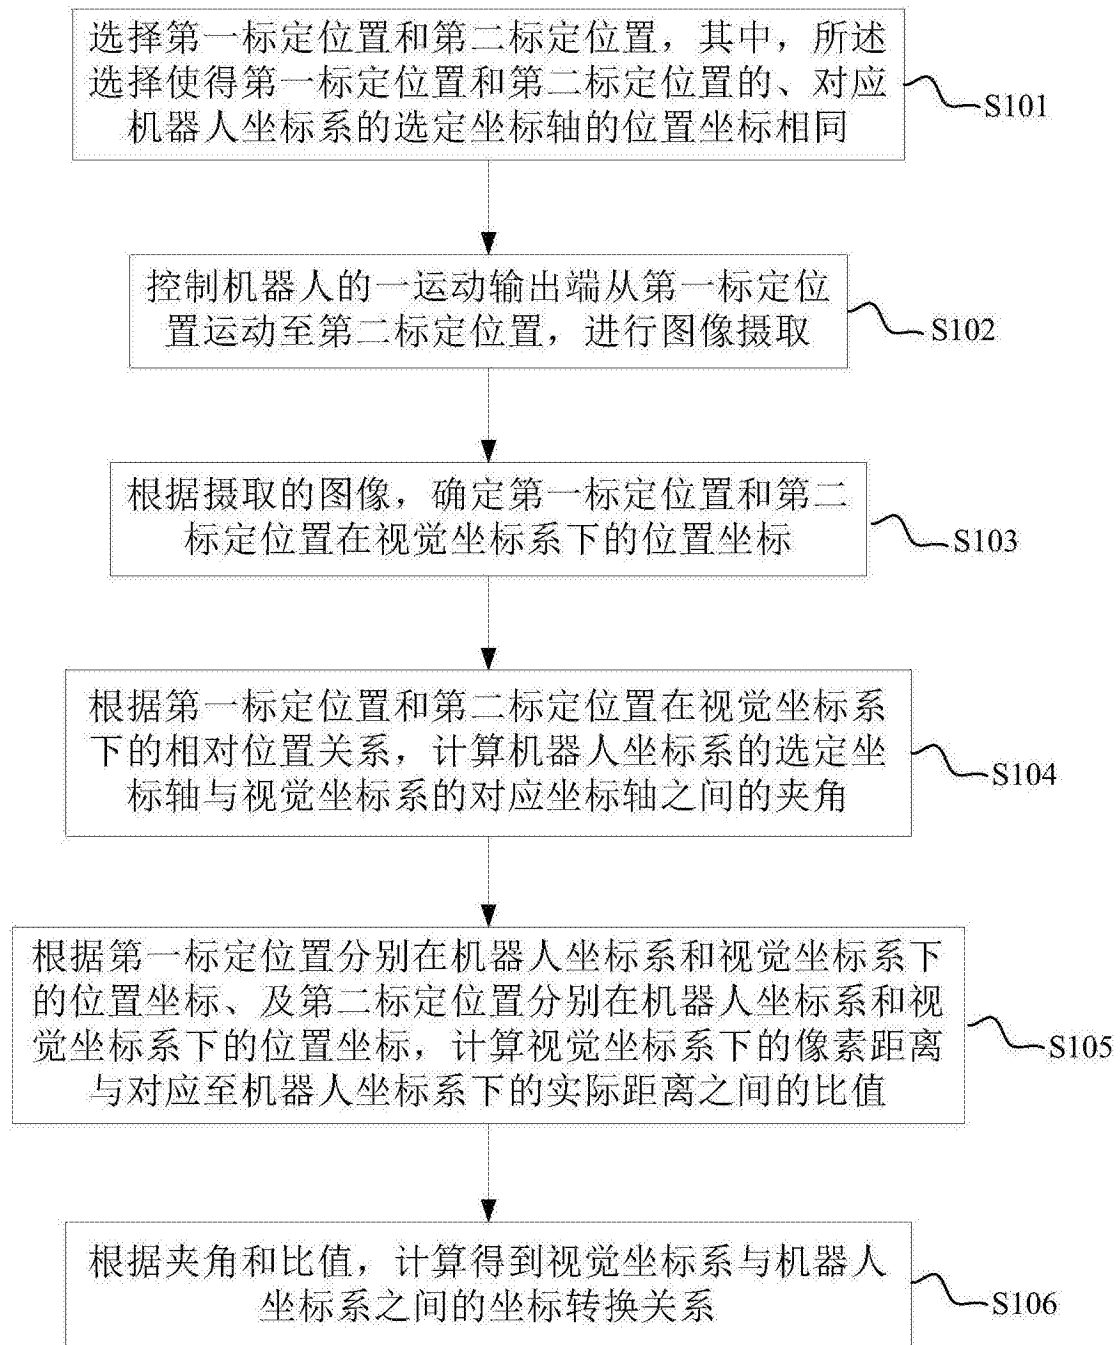 选择第一标定位置和第二标定位置，其中，所述
选择使得第一标定位置和第二标定位置的、对应
机器人坐标系的选定坐标轴的位置坐标相同
S101
控制机器人的一运动输出端从第一标定位
置运动至第二标定位置，进行图像摄取
S102
根据摄取的图像，确定第一标定位置和第二
标定位置在视觉坐标系下的位置坐标
S103
根据第一标定位置和第二标定位置在视觉坐标系
下的相对位置关系，计算机器人坐标系的选定坐
标轴与视觉坐标系的对应坐标轴之间的夹角
S104
根据第一标定位置分别在机器人坐标系和视觉坐标系下
的位置坐标、及第二标定位置分别在机器人坐标系和视
觉坐标系下的位置坐标，计算视觉坐标系下的像素距离
与对应至机器人坐标系下的实际距离之间的比值
S105
根据夹角和比值，计算得到视觉坐标系与机器人
坐标系之间的坐标转换关系
S106